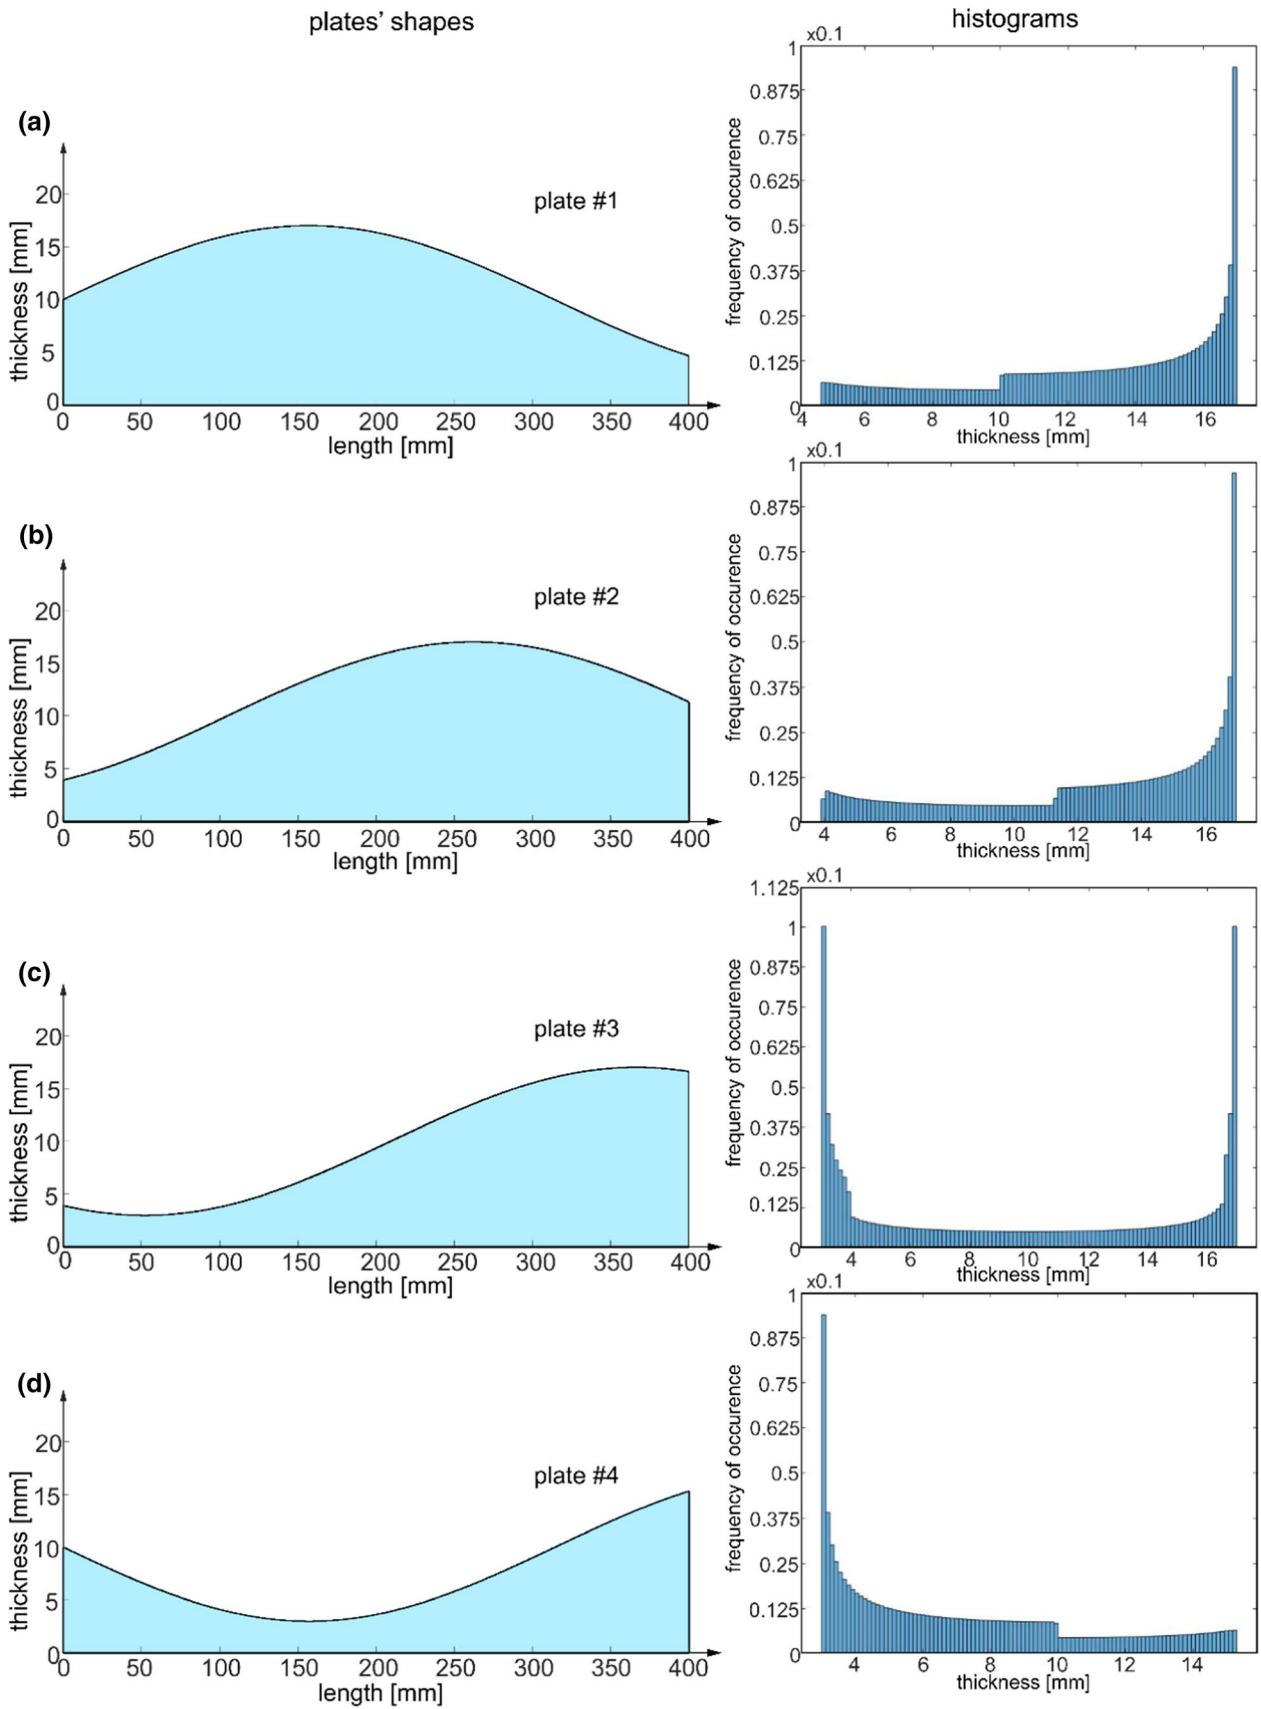 plates' shapes
histograms
(a)
plate #1
thickness [mm]
20
15
10
5
0
0 50 100 150 200 250 300 350 400
length [mm]
x0.1
frequency of occurence
1
0.875
0.75
0.625
0.5
0.375
0.25
0.125
0
4 6 8 10 12 14 16
thickness [mm]
(b)
plate #2
thickness [mm]
20
15
10
5
0
0 50 100 150 200 250 300 350 400
length [mm]
x0.1
frequency of occurence
1
0.875
0.75
0.625
0.5
0.375
0.25
0.125
0
4 6 8 10 12 14 16
thickness [mm]
(c)
plate #3
thickness [mm]
20
15
10
5
0
0 50 100 150 200 250 300 350 400
length [mm]
x0.1
frequency of occurence
1.125
1
0.875
0.75
0.625
0.5
0.375
0.25
0.125
0
4 6 8 10 12 14 16
thickness [mm]
(d)
plate #4
thickness [mm]
20
15
10
5
0
0 50 100 150 200 250 300 350 400
length [mm]
x0.1
frequency of occurence
1
0.875
0.75
0.625
0.5
0.375
0.25
0.125
0
4 6 8 10 12 14
thickness [mm]